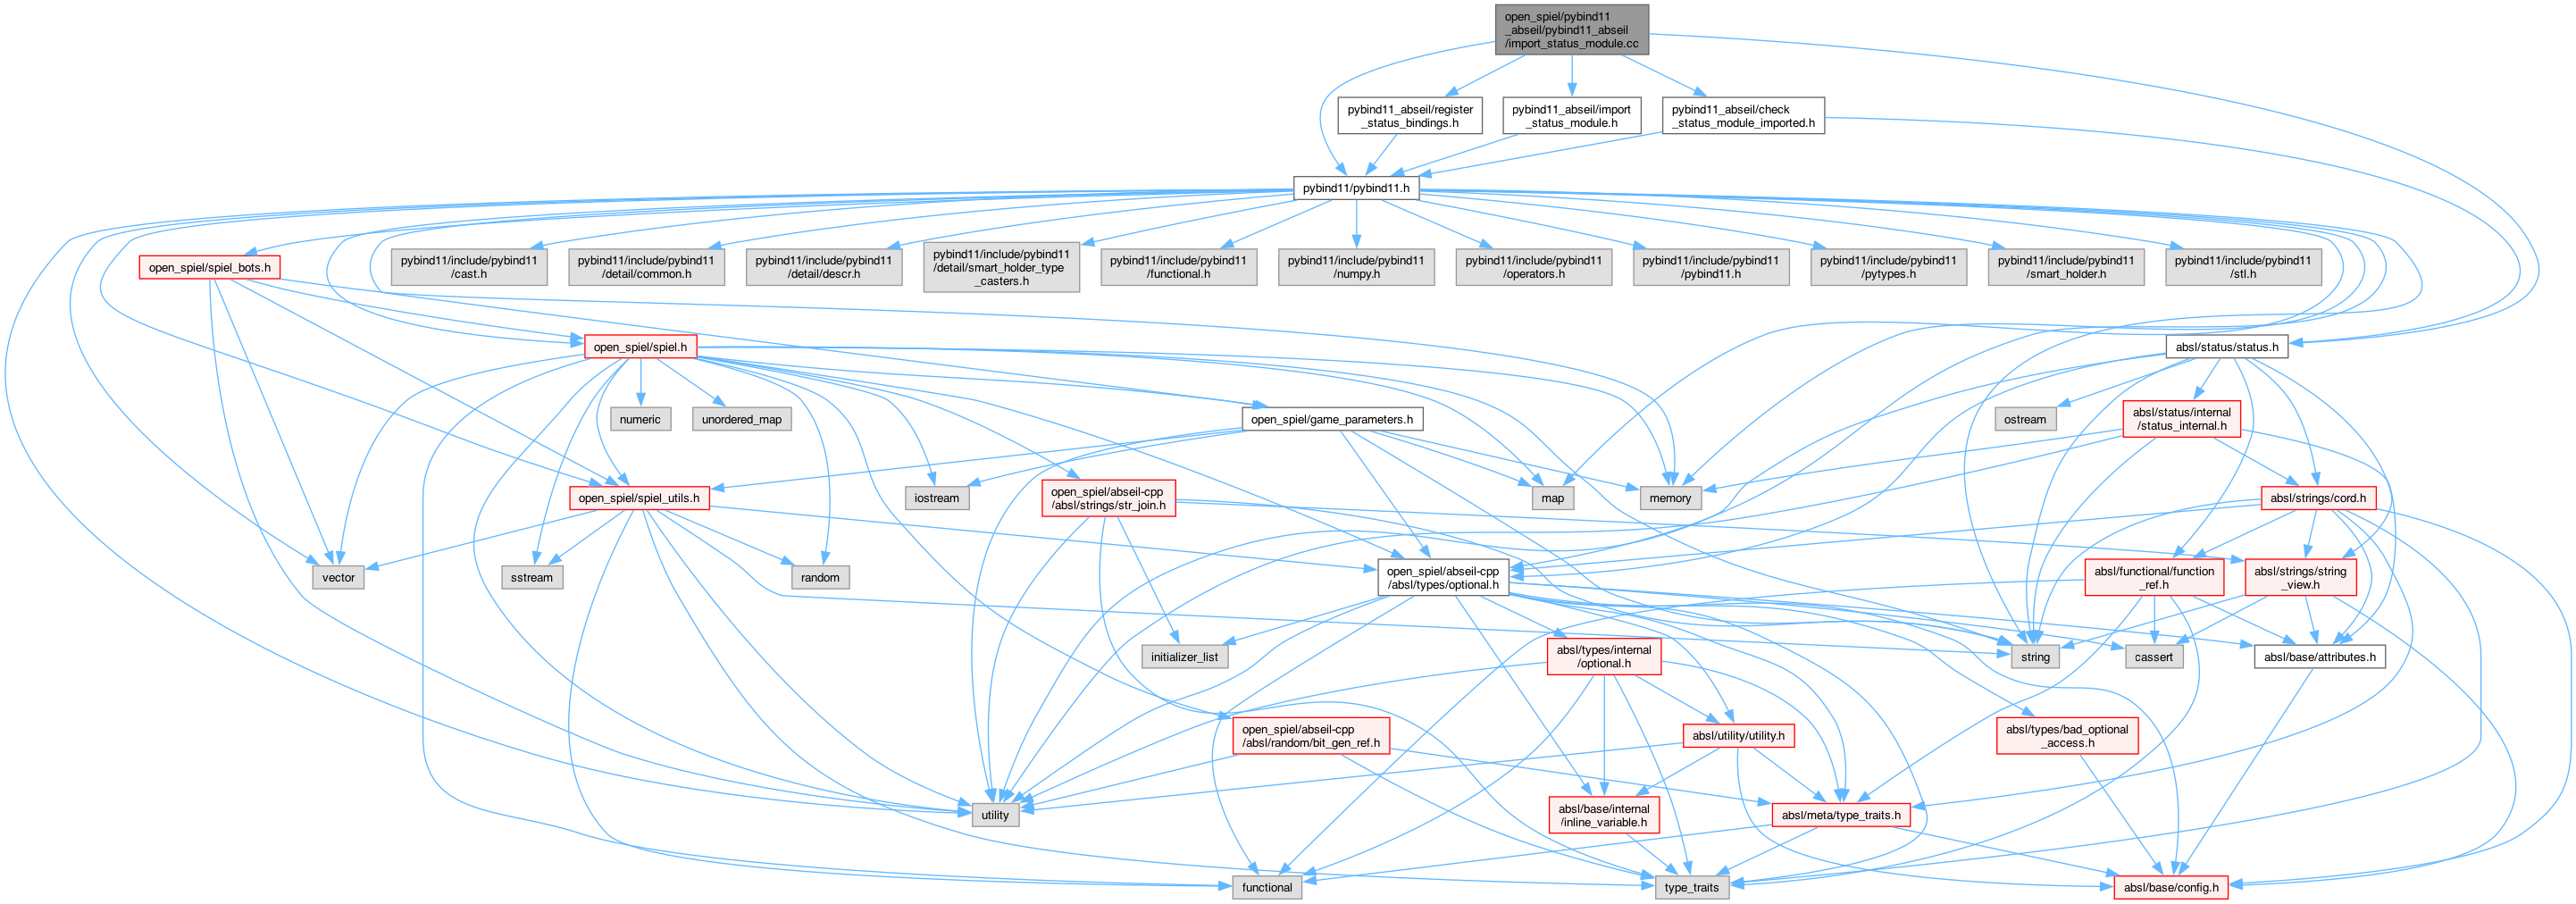 open_spiel/pybind11
_abseil/pybind11_abseil
/import_status_module.cc
pybind11_abseil/register
_status_bindings.h
pybind11_abseil/import
_status_module.h
pybind11_abseil/check
_status_module_imported.h
pybind11/pybind11.h
open_spiel/spiel_bots.h
pybind11/include/pybind11
/cast.h
pybind11/include/pybind11
/detail/common.h
pybind11/include/pybind11
/detail/descr.h
pybind11/include/pybind11
/detail/smart_holder_type
_casters.h
pybind11/include/pybind11
/functional.h
pybind11/include/pybind11
/numpy.h
pybind11/include/pybind11
/operators.h
pybind11/include/pybind11
/pybind11.h
pybind11/include/pybind11
/pytypes.h
pybind11/include/pybind11
/smart_holder.h
pybind11/include/pybind11
/stl.h
open_spiel/spiel.h
absl/status/status.h
numeric
unordered_map
open_spiel/game_parameters.h
ostream
absl/status/internal
/status_internal.h
open_spiel/spiel_utils.h
iostream
open_spiel/abseil-cpp
/absl/strings/str_join.h
map
memory
absl/strings/cord.h
vector
sstream
random
open_spiel/abseil-cpp
/absl/types/optional.h
absl/functional/function
_ref.h
absl/strings/string
_view.h
initializer_list
absl/types/internal
/optional.h
string
cassert
absl/base/attributes.h
open_spiel/abseil-cpp
/absl/random/bit_gen_ref.h
absl/utility/utility.h
absl/types/bad_optional
_access.h
utility
absl/base/internal
/inline_variable.h
absl/meta/type_traits.h
functional
type_traits
absl/base/config.h